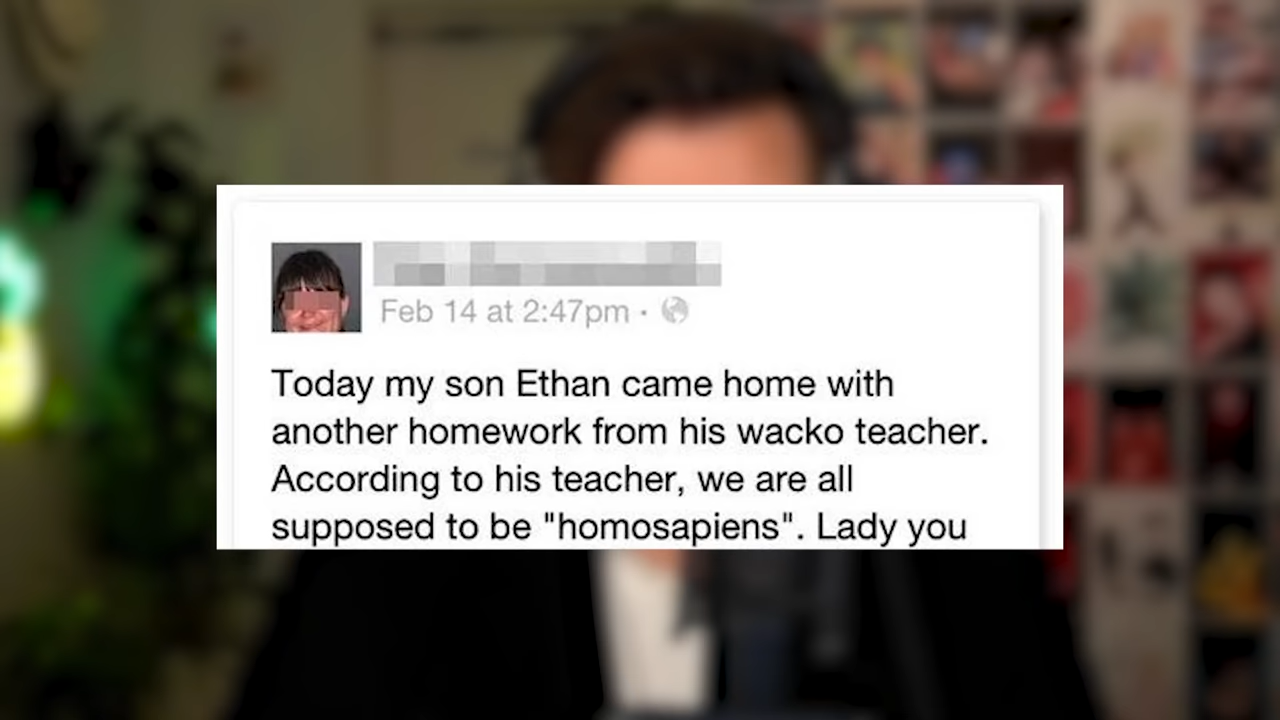 Feb 14 at 2:47pm ·
Today my son Ethan came home with
another homework from his wacko teacher.
According to his teacher, we are all
supposed to be "homosapiens". Lady you